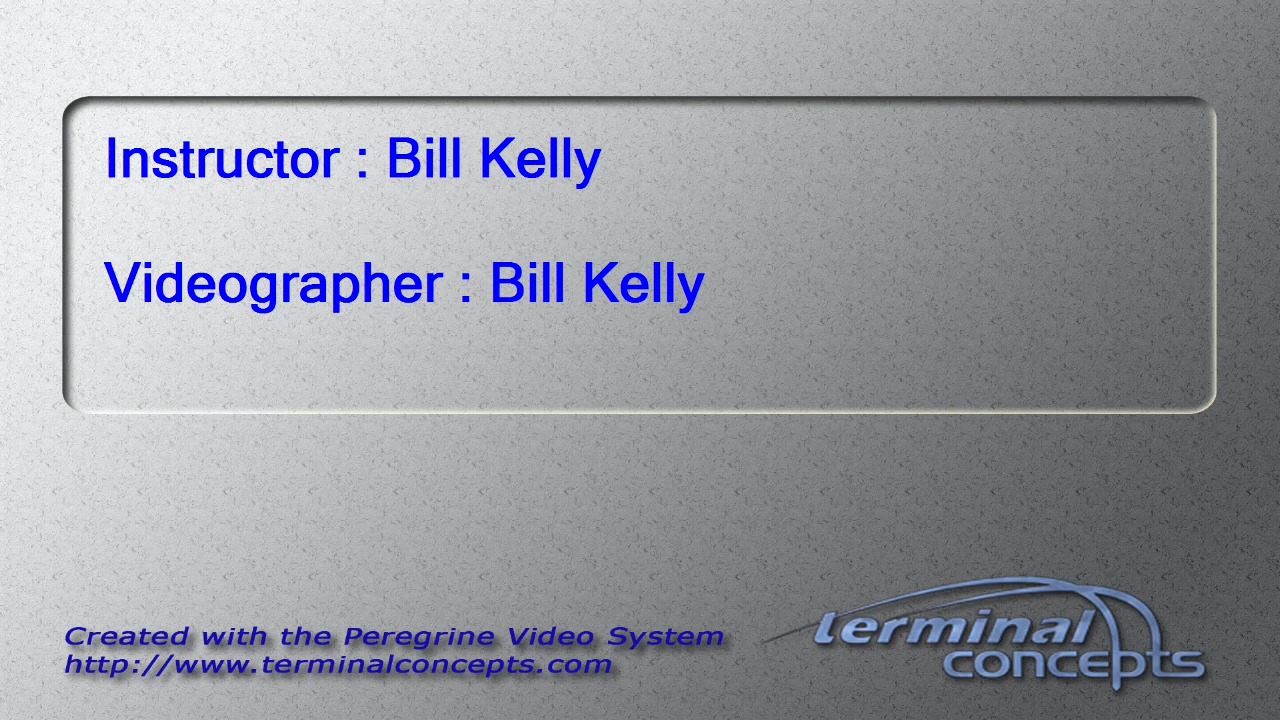 Instructor : Bill Kelly
Videographer : Bill Kelly
Created with the Peregrine Video System
http://www.terminalconcepts.com
terminal
concepts